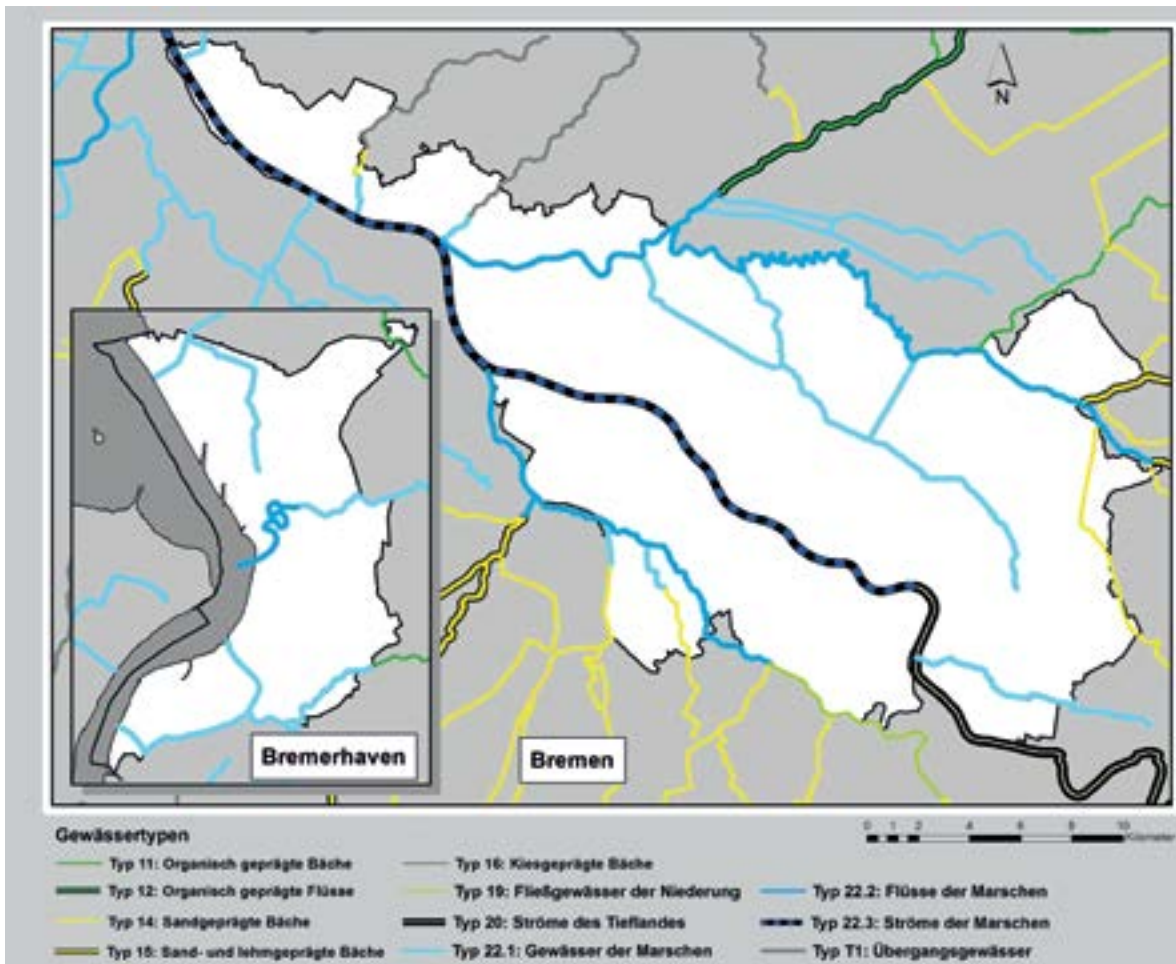 N
Bremerhaven
Bremen
Gewässertypen
0 1 2 4 6 8 10
Kilometer
Typ 11: Organisch geprägte Bäche
Typ 12: Organisch geprägte Flüsse
Typ 14: Sandgeprägte Bäche
Typ 15: Sand- und lehmgeprägte Bäche
Typ 16: Kiesgeprägte Bäche
Typ 19: Fließgewässer der Niederung
Typ 20: Ströme des Tieflandes
Typ 22.1: Gewässer der Marschen
Typ 22.2: Flüsse der Marschen
Typ 22.3: Ströme der Marschen
Typ T1: Übergangsgewässer